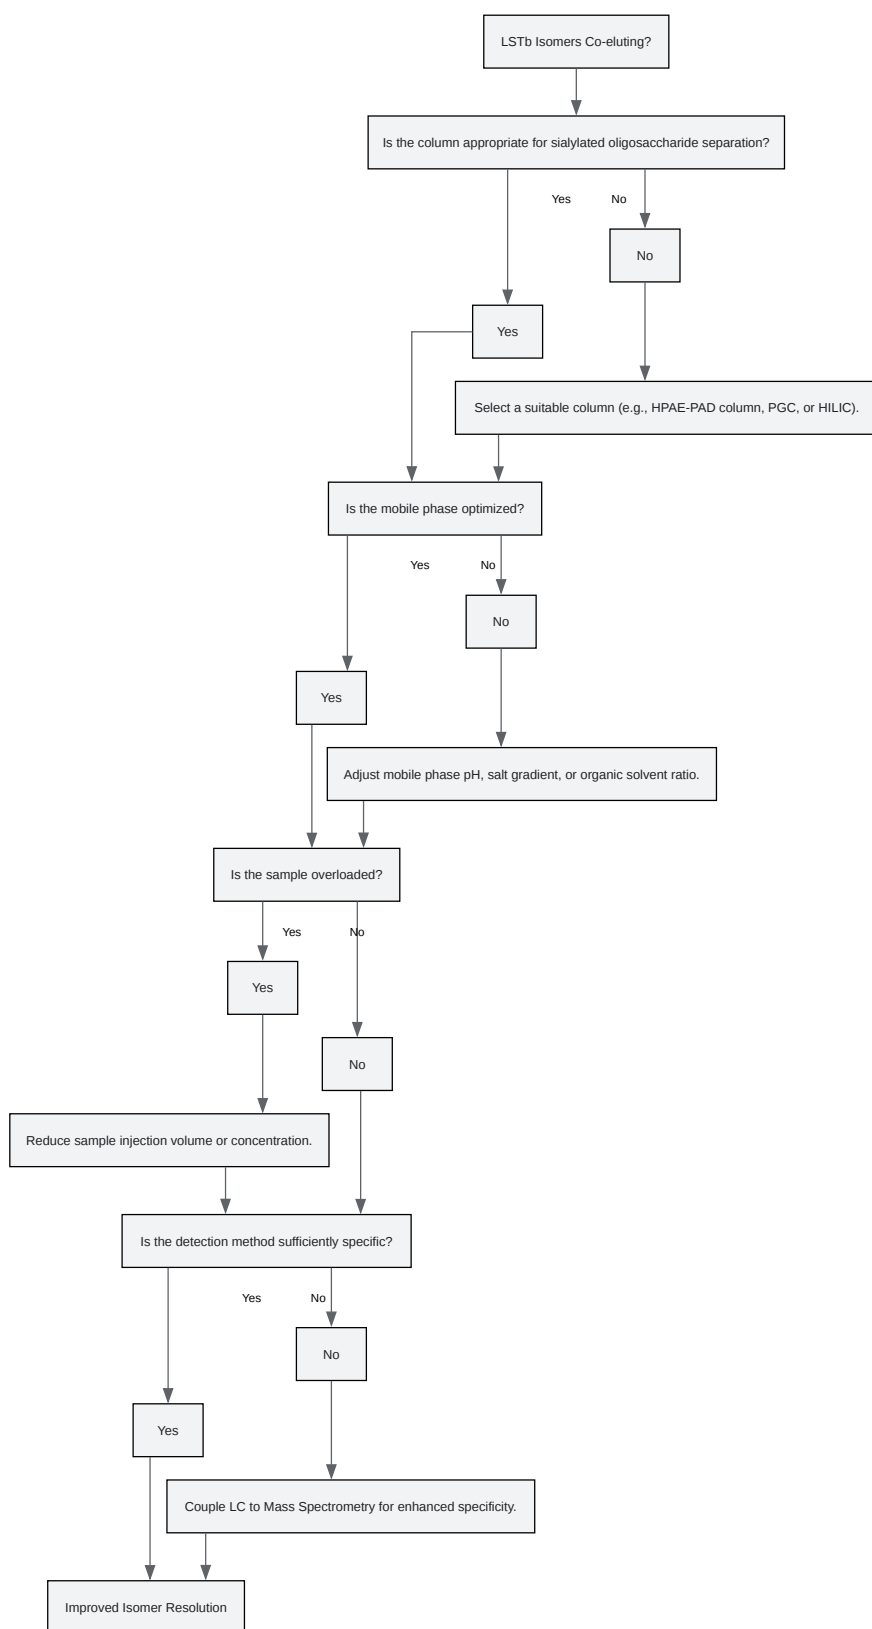 LSTb Isomers Co-eluting?
Is the column appropriate for sialylated oligosaccharide separation?
Yes
No
No
Yes
Select a suitable column (e.g., HPAE-PAD column, PGC, or HILIC).
Is the mobile phase optimized?
Yes
No
No
Yes
Adjust mobile phase pH, salt gradient, or organic solvent ratio.
Is the sample overloaded?
Yes
No
Yes
No
Reduce sample injection volume or concentration.
Is the detection method sufficiently specific?
Yes
No
No
Yes
Couple LC to Mass Spectrometry for enhanced specificity.
Improved Isomer Resolution